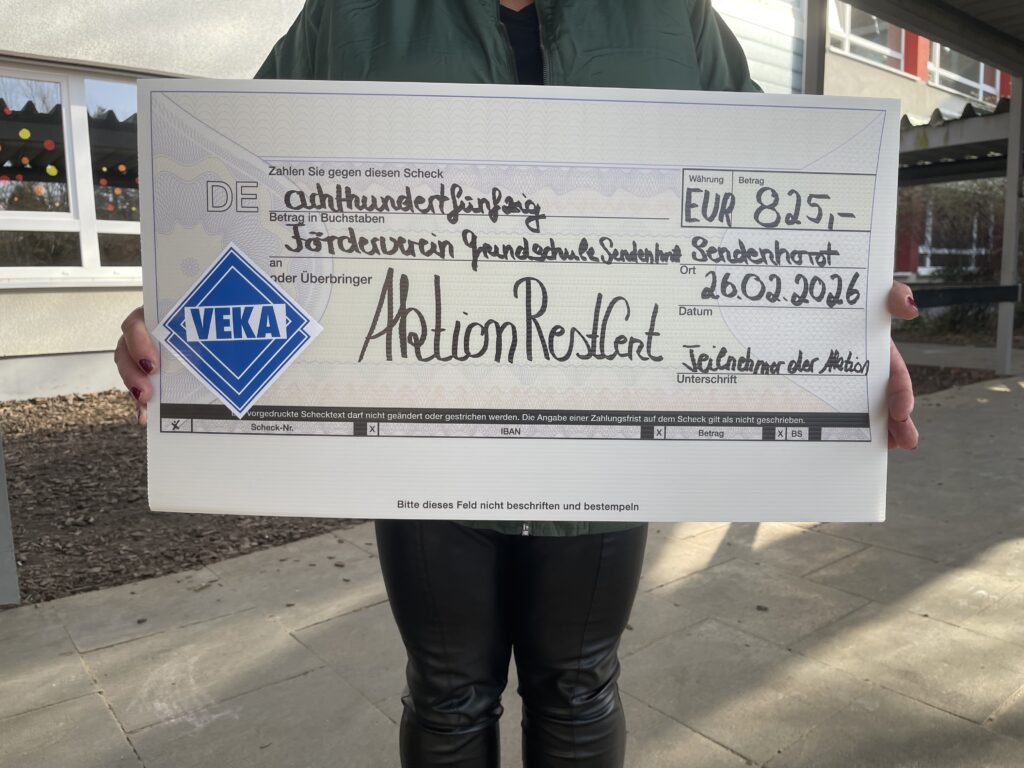 Zahlen Sie gegen diesen Scheck
DE
achthundertfünfzig
Betrag in Buchstaben
Währung
Betrag
EUR 825,-
Förderverein Grundschule Sendenhorst Sendenhorst
an
Ort
oder Überbringer
26.02.2026
Datum
VEKA
Aktion RestCent
Teilnehmer der Aktion
Unterschrift
vorgedruckte Schecktext darf nicht geändert oder gestrichen werden. Die Angabe einer Zahlungsfrist auf dem Scheck gilt als nicht geschrieben.
X Scheck-Nr. X IBAN X Betrag X BS
Bitte dieses Feld nicht beschriften und bestempeln